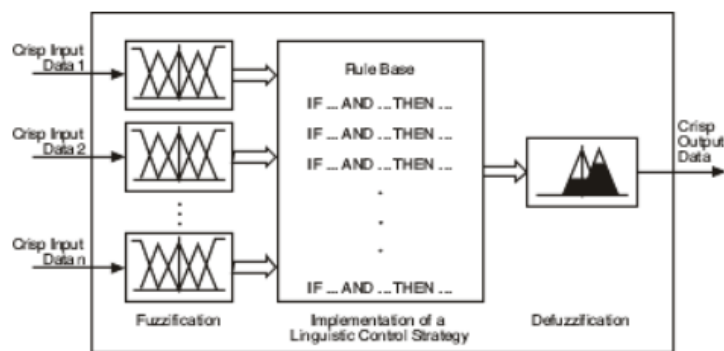 Crisp Input
Data 1
Crisp Input
Data 2
Crisp Input
Data n
Fuzzification
Rule Base
IF ... AND ... THEN ...
IF ... AND ... THEN ...
IF ... AND ... THEN ...
IF ... AND ... THEN ...
Implementation of a
Linguistic Control Strategy
Defuzzification
Crisp
Output
Data